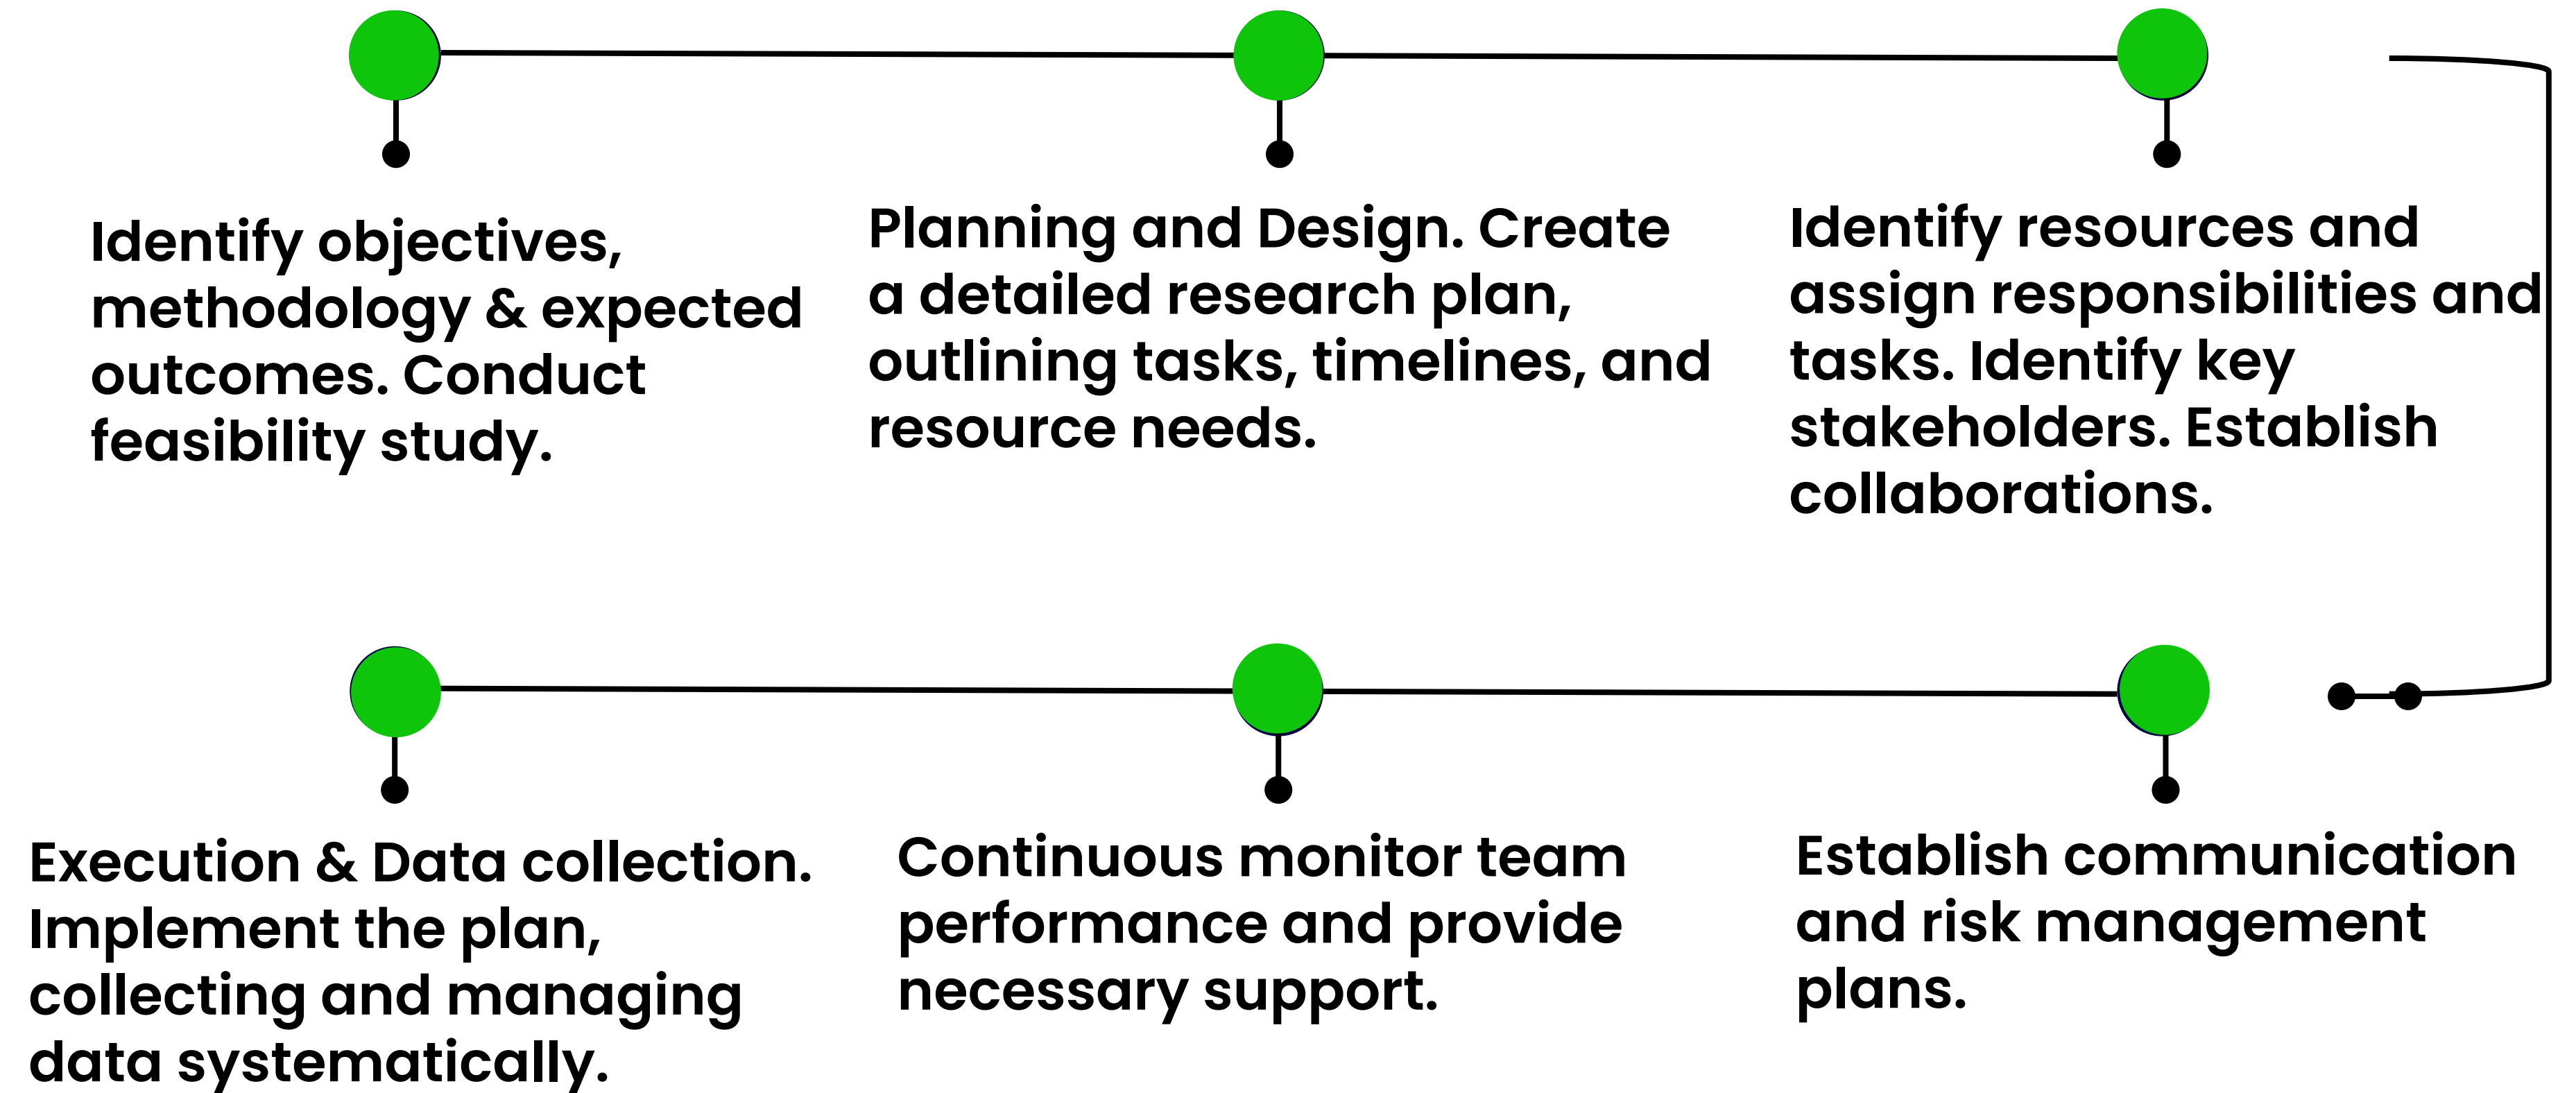 Identify objectives,
methodology & expected
outcomes. Conduct
feasibility study.
Planning and Design. Create
a detailed research plan,
outlining tasks, timelines, and
resource needs.
Identify resources and
assign responsibilities and
tasks. Identify key
stakeholders. Establish
collaborations.
Execution & Data collection.
Implement the plan,
collecting and managing
data systematically.
Continuous monitor team
performance and provide
necessary support.
Establish communication
and risk management
plans.